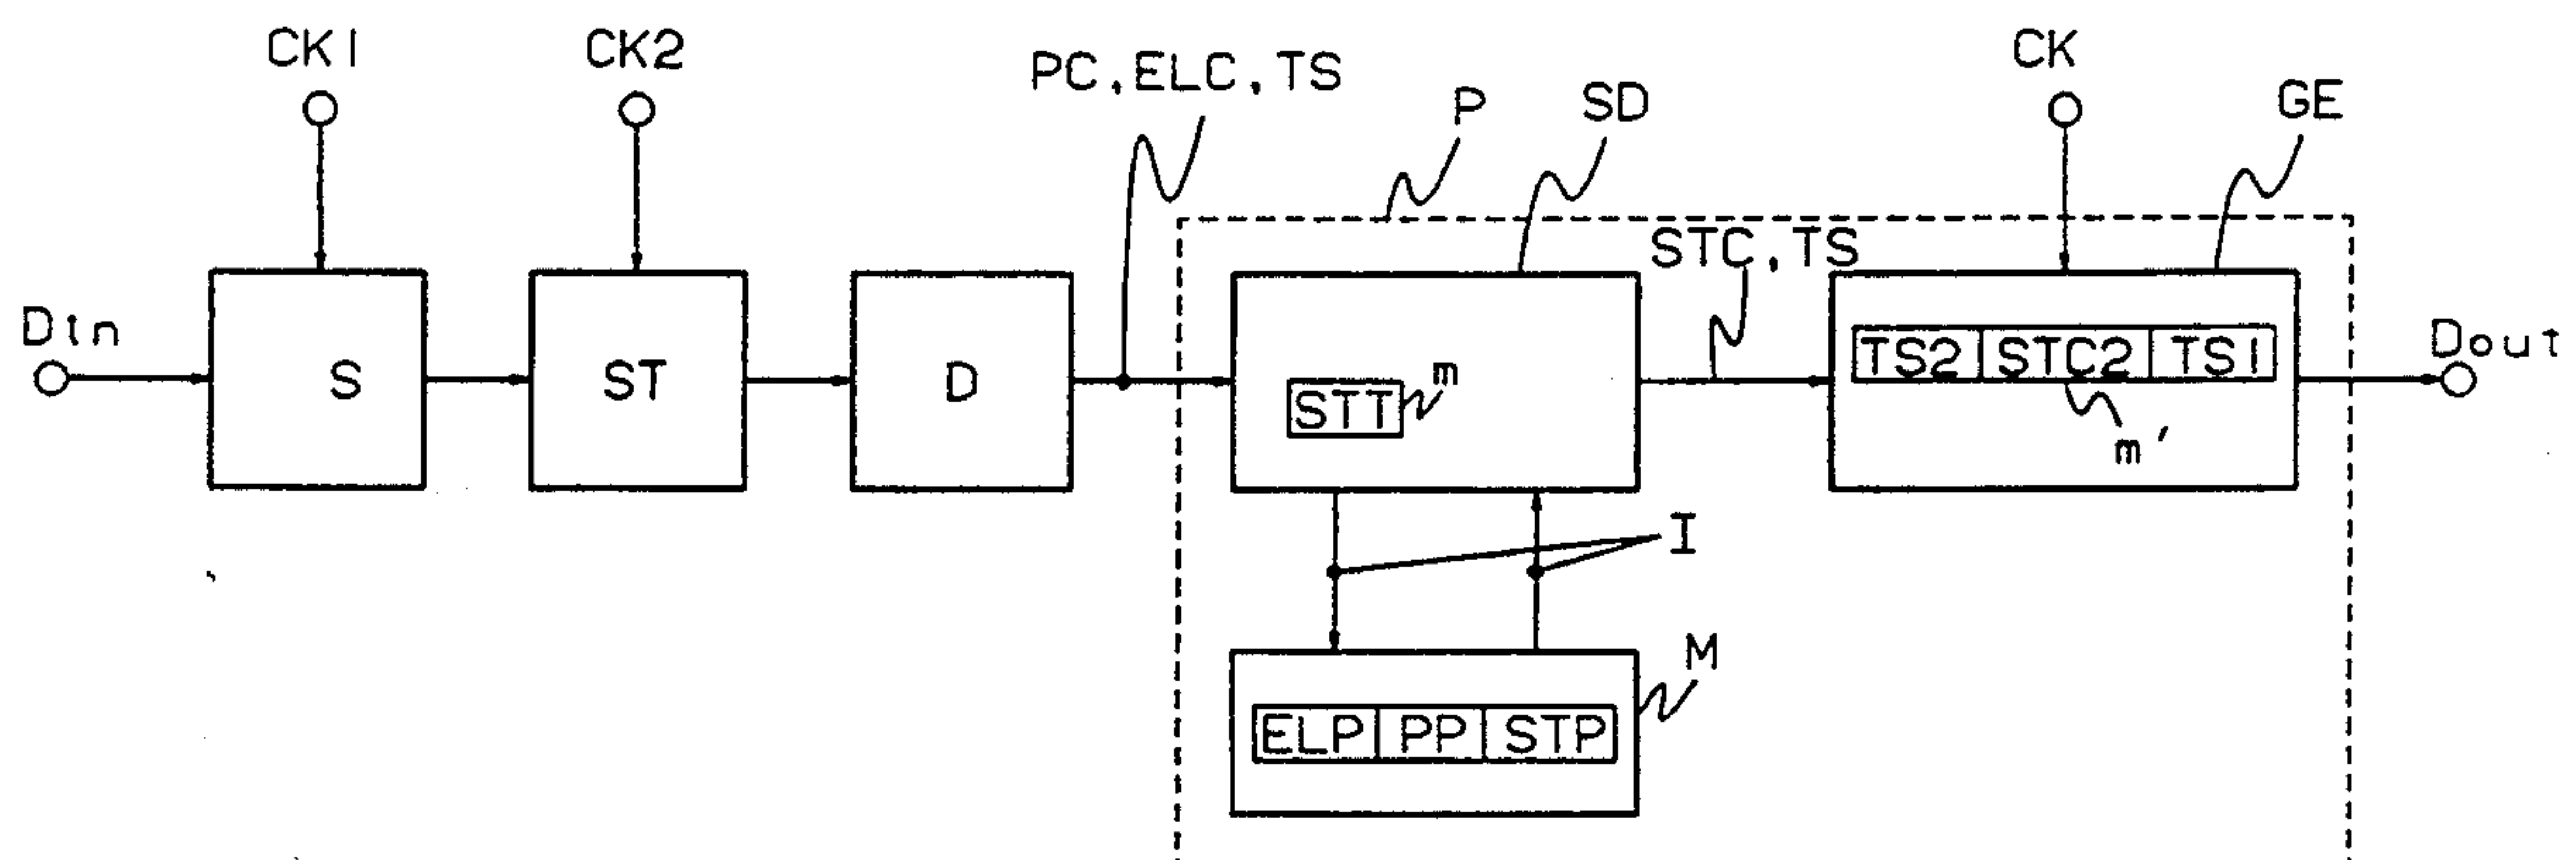 CK1
CK2
PC,ELC,TS
P
SD
CK
GE
STC,TS
Din
S
ST
D
STT
m
TS2
STC2
TS1
m'
Dout
I
M
ELP
PP
STP